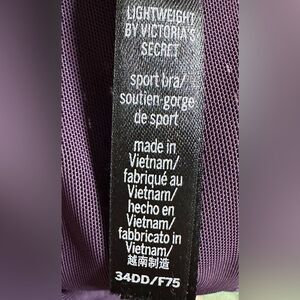 LIGHTWEIGHT
BY VICTORIA'S
SECRET
sport bra/
soutien-gorge
de sport
made in
Vietnam/
fabriqué au
Vietnam/
hecho en
Vietnam/
fabbricato in
Vietnam/
越南制造
34DD/F75